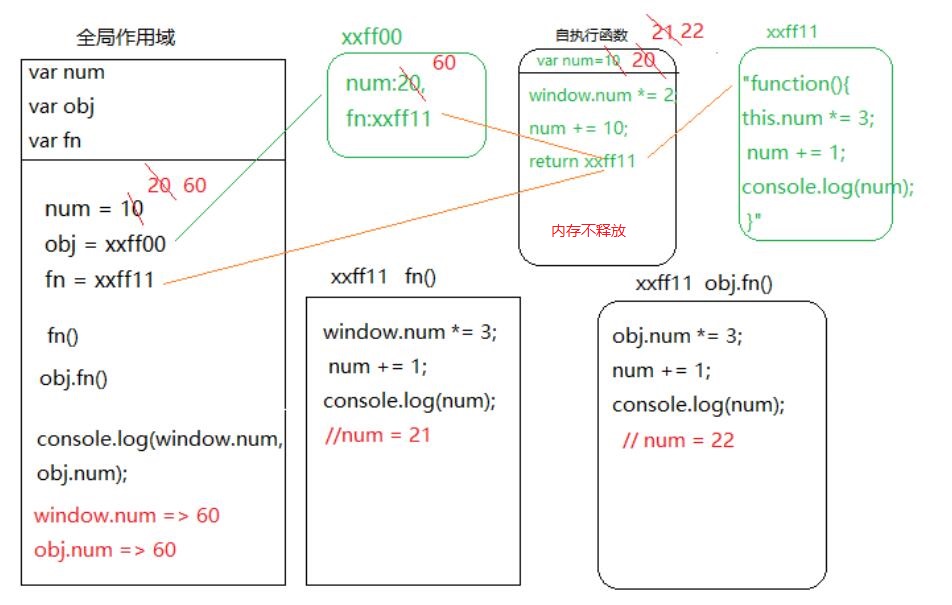 全局作用域
var num
var obj
var fn
20 60
num = 10
obj = xxff00
fn = xxff11
fn()
obj.fn()
console.log(window.num,
obj.num);
window.num => 60
obj.num => 60
xxff00
60
num:20,
fn:xxff11
自执行函数
21 22
var num=10 20
window.num *= 2;
num += 10;
return xxff11
内存不释放
xxff11
"function(){
this.num *= 3;
num += 1;
console.log(num);
}"
xxff11 fn()
window.num *= 3;
num += 1;
console.log(num);
//num = 21
xxff11 obj.fn()
obj.num *= 3;
num += 1;
console.log(num);
// num = 22